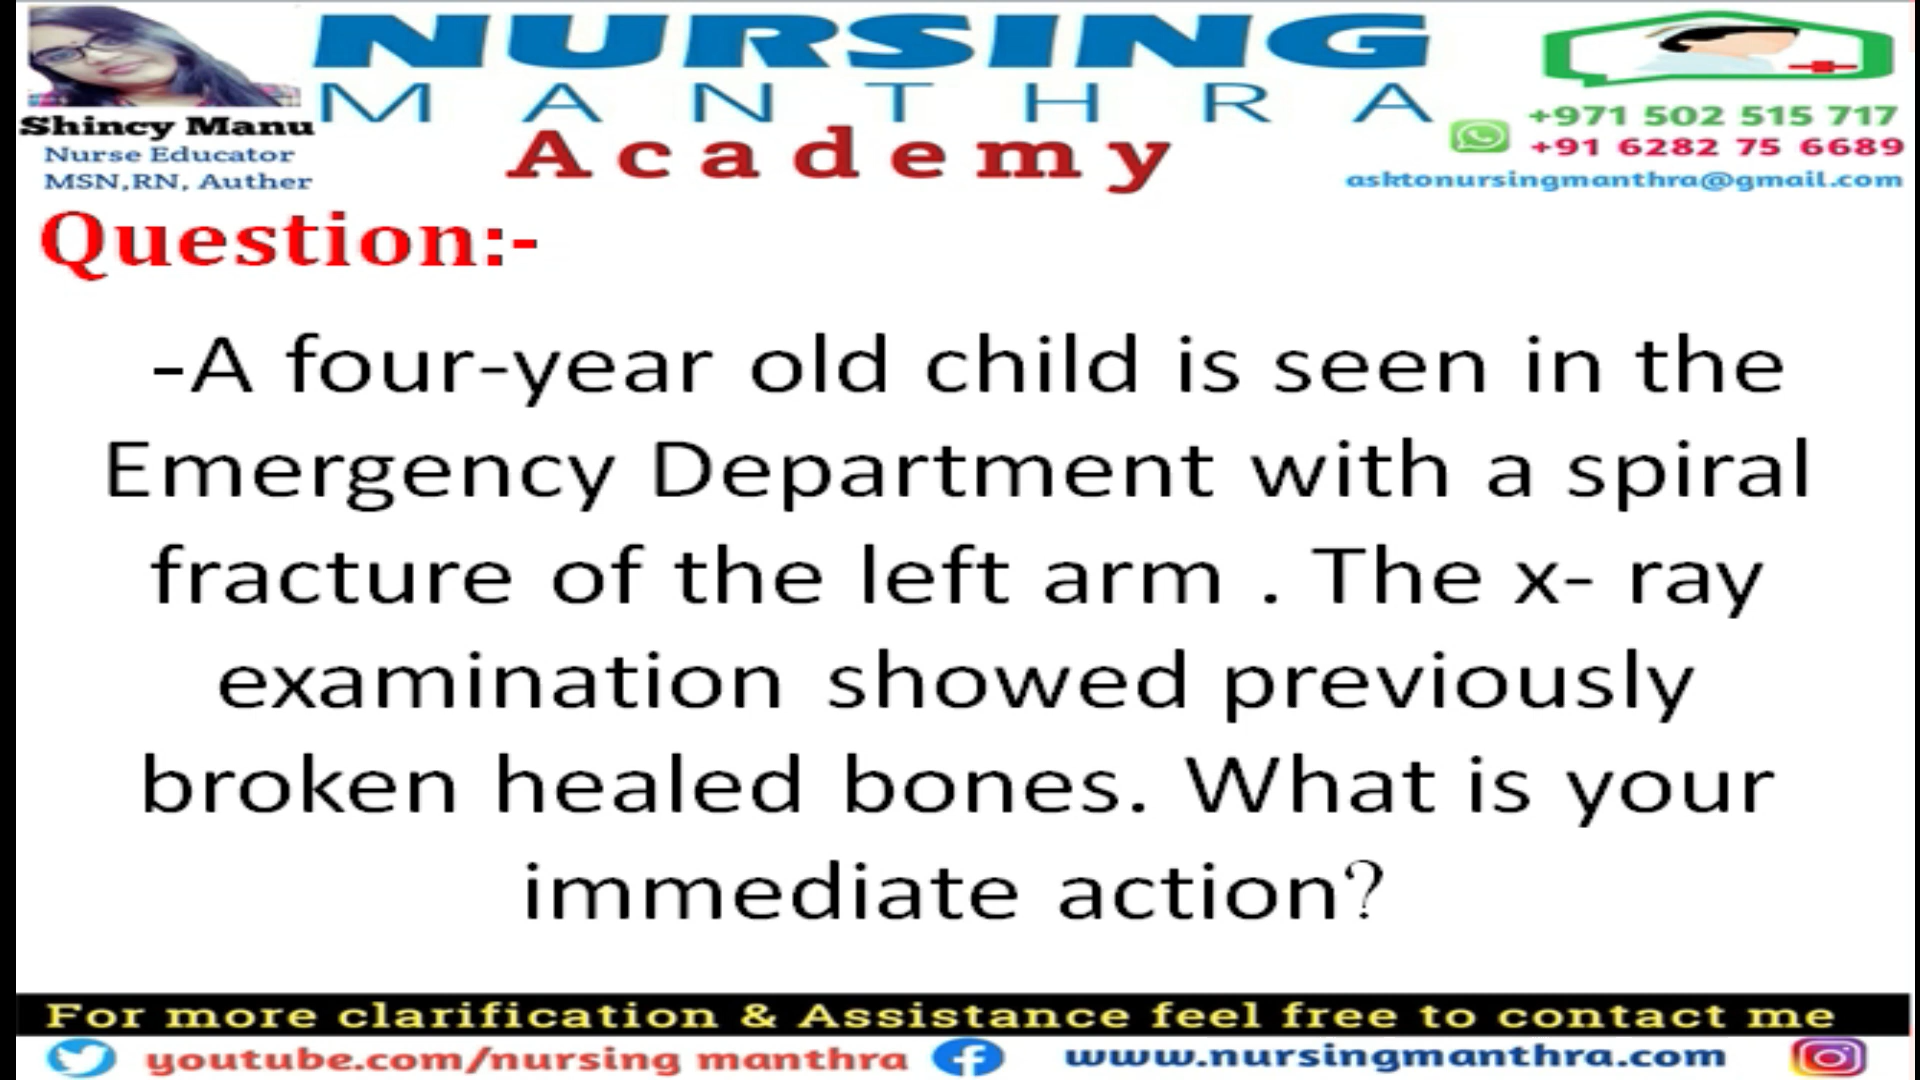 NURSING
MANTHRA
Academy
Shincy Manu
Nurse Educator
MSN,RN, Auther
+971 502 515 717
+91 6282 75 6689
asktonursingmanthra@gmail.com
Question:-
-A four-year old child is seen in the
Emergency Department with a spiral
fracture of the left arm . The x- ray
examination showed previously
broken healed bones. What is your
immediate action?
For more clarification & Assistance feel free to contact me
youtube.com/nursing manthra
www.nursingmanthra.com